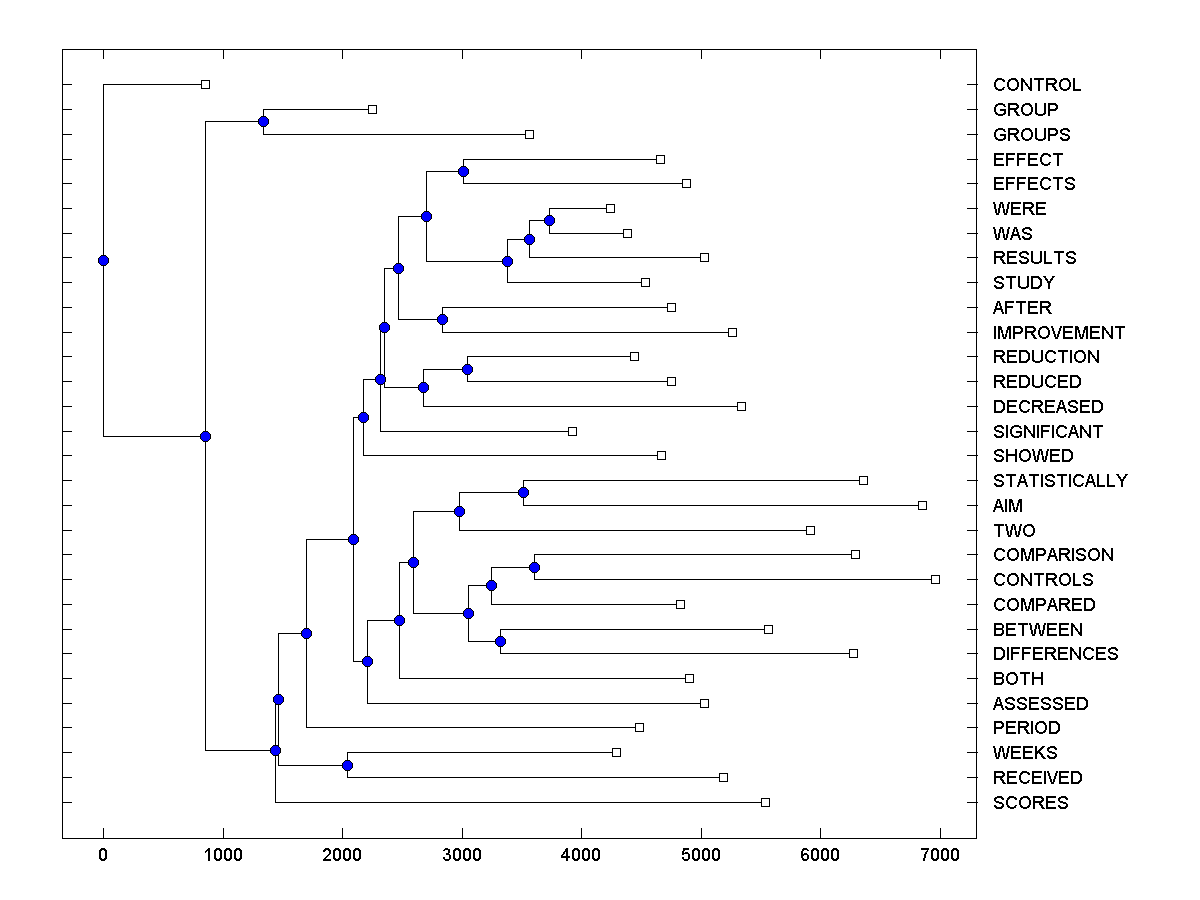 CONTROL
GROUP
GROUPS
EFFECT
EFFECTS
WERE
WAS
RESULTS
STUDY
AFTER
IMPROVEMENT
REDUCTION
REDUCED
DECREASED
SIGNIFICANT
SHOWED
STATISTICALLY
AIM
TWO
COMPARISON
CONTROLS
COMPARED
BETWEEN
DIFFERENCES
BOTH
ASSESSED
PERIOD
WEEKS
RECEIVED
SCORES
0 1000 2000 3000 4000 5000 6000 7000